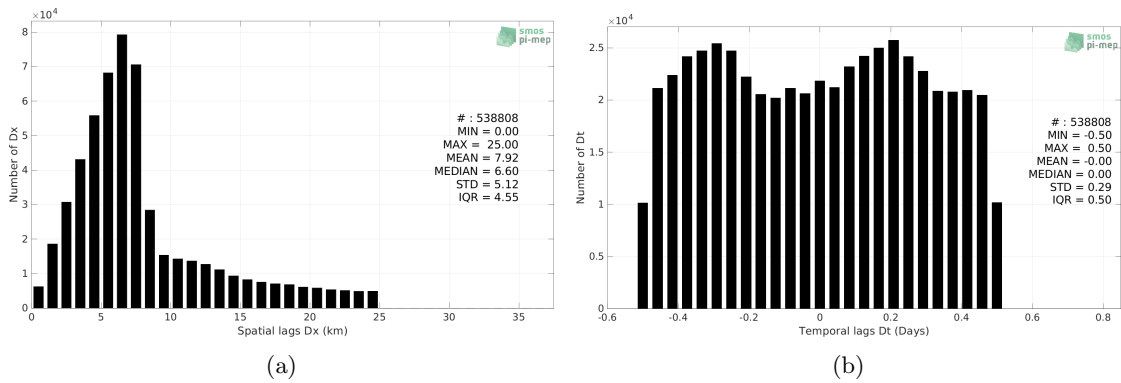 ×10⁴
8
7
6
5
4
3
2
1
0
Number of Dx
smos
pi-mep
# : 538808
MIN = 0.00
MAX = 25.00
MEAN = 7.92
MEDIAN = 6.60
STD = 5.12
IQR = 4.55
0 5 10 15 20 25 30 35
Spatial lags Dx (km)
(a)
×10⁴
2.5
2
1.5
1
0.5
0
Number of Dt
smos
pi-mep
# : 538808
MIN = -0.50
MAX = 0.50
MEAN = -0.00
MEDIAN = 0.00
STD = 0.29
IQR = 0.50
-0.6 -0.4 -0.2 0 0.2 0.4 0.6 0.8
Temporal lags Dt (Days)
(b)